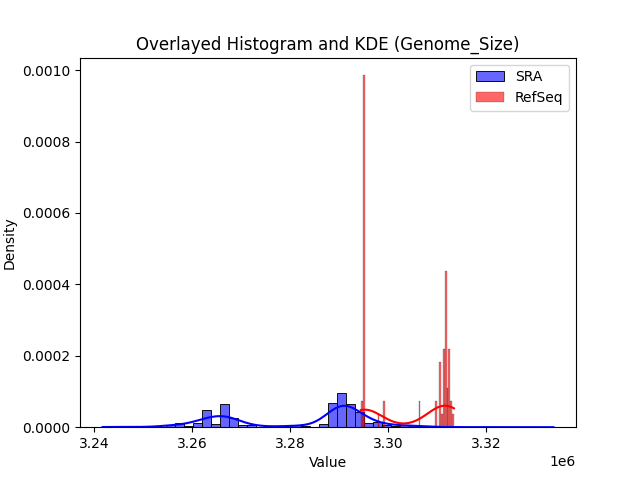 Overlayed Histogram and KDE (Genome_Size)
SRA
RefSeq
Density
0.0010
0.0008
0.0006
0.0004
0.0002
0.0000
3.24 3.26 3.28 3.30 3.32
1e6
Value